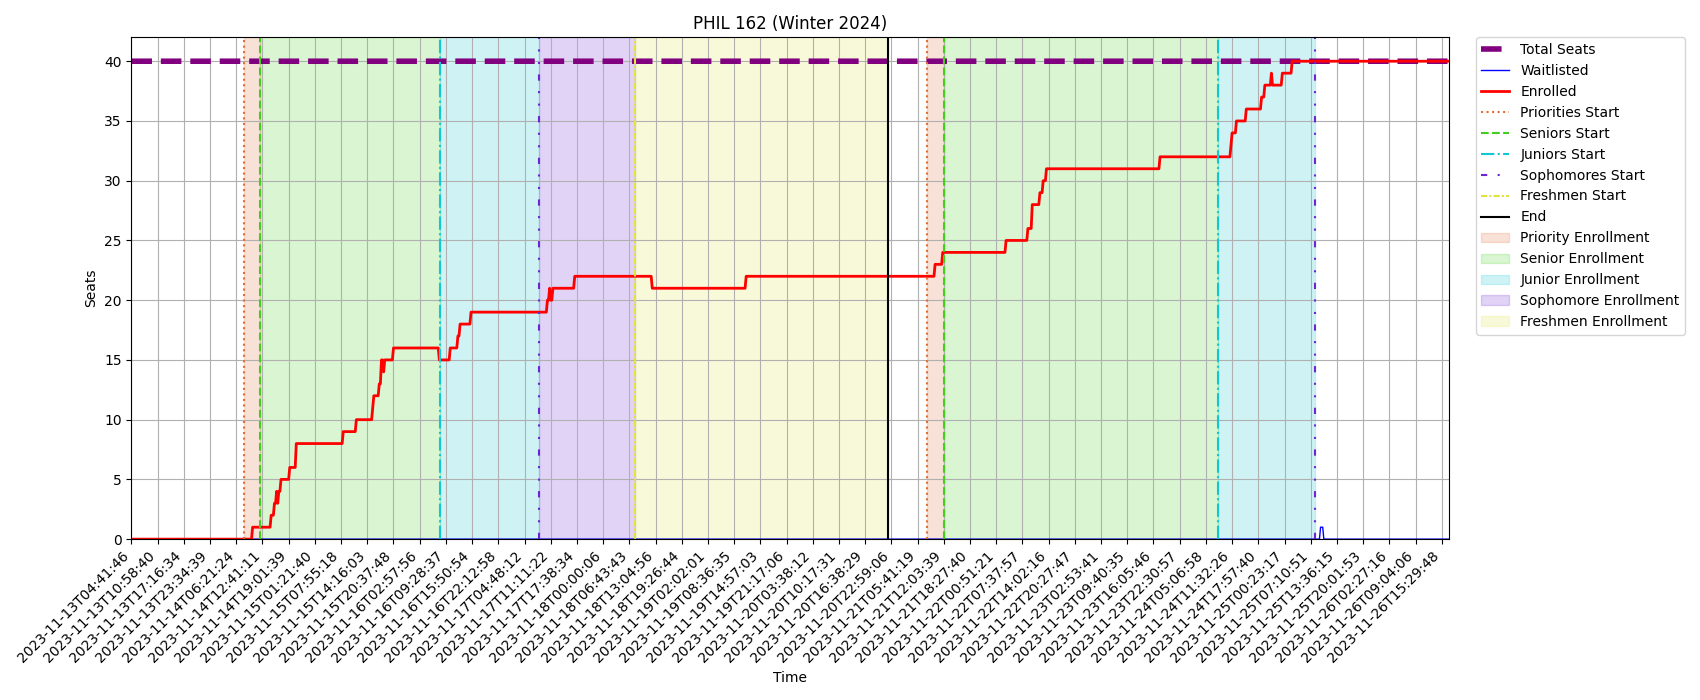 PHIL 162 (Winter 2024)
Seats
40
35
30
25
20
15
10
5
0
2023-11-13T04:41:46
2023-11-13T10:58:40
2023-11-13T17:16:34
2023-11-13T23:34:39
2023-11-14T06:21:24
2023-11-14T12:41:11
2023-11-14T19:01:39
2023-11-15T01:21:40
2023-11-15T07:55:18
2023-11-15T14:16:03
2023-11-15T20:37:48
2023-11-16T02:57:56
2023-11-16T09:28:37
2023-11-16T15:50:54
2023-11-16T22:12:58
2023-11-17T04:48:12
2023-11-17T11:11:22
2023-11-17T17:38:34
2023-11-18T00:00:06
2023-11-18T06:43:43
2023-11-18T13:04:56
2023-11-18T19:26:44
2023-11-19T02:02:01
2023-11-19T08:36:35
2023-11-19T14:57:03
2023-11-19T21:17:06
2023-11-20T03:38:12
2023-11-20T10:17:31
2023-11-20T16:38:29
2023-11-20T22:59:06
2023-11-21T05:41:19
2023-11-21T12:03:39
2023-11-21T18:27:40
2023-11-22T00:51:21
2023-11-22T07:37:57
2023-11-22T14:02:16
2023-11-22T20:27:47
2023-11-23T02:53:41
2023-11-23T09:40:35
2023-11-23T16:05:46
2023-11-23T22:30:57
2023-11-24T05:06:58
2023-11-24T11:32:26
2023-11-24T17:57:40
2023-11-25T00:23:17
2023-11-25T07:10:51
2023-11-25T13:36:15
2023-11-25T20:01:53
2023-11-26T02:27:16
2023-11-26T09:04:06
2023-11-26T15:29:48
Time
Total Seats
Waitlisted
Enrolled
Priorities Start
Seniors Start
Juniors Start
Sophomores Start
Freshmen Start
End
Priority Enrollment
Senior Enrollment
Junior Enrollment
Sophomore Enrollment
Freshmen Enrollment